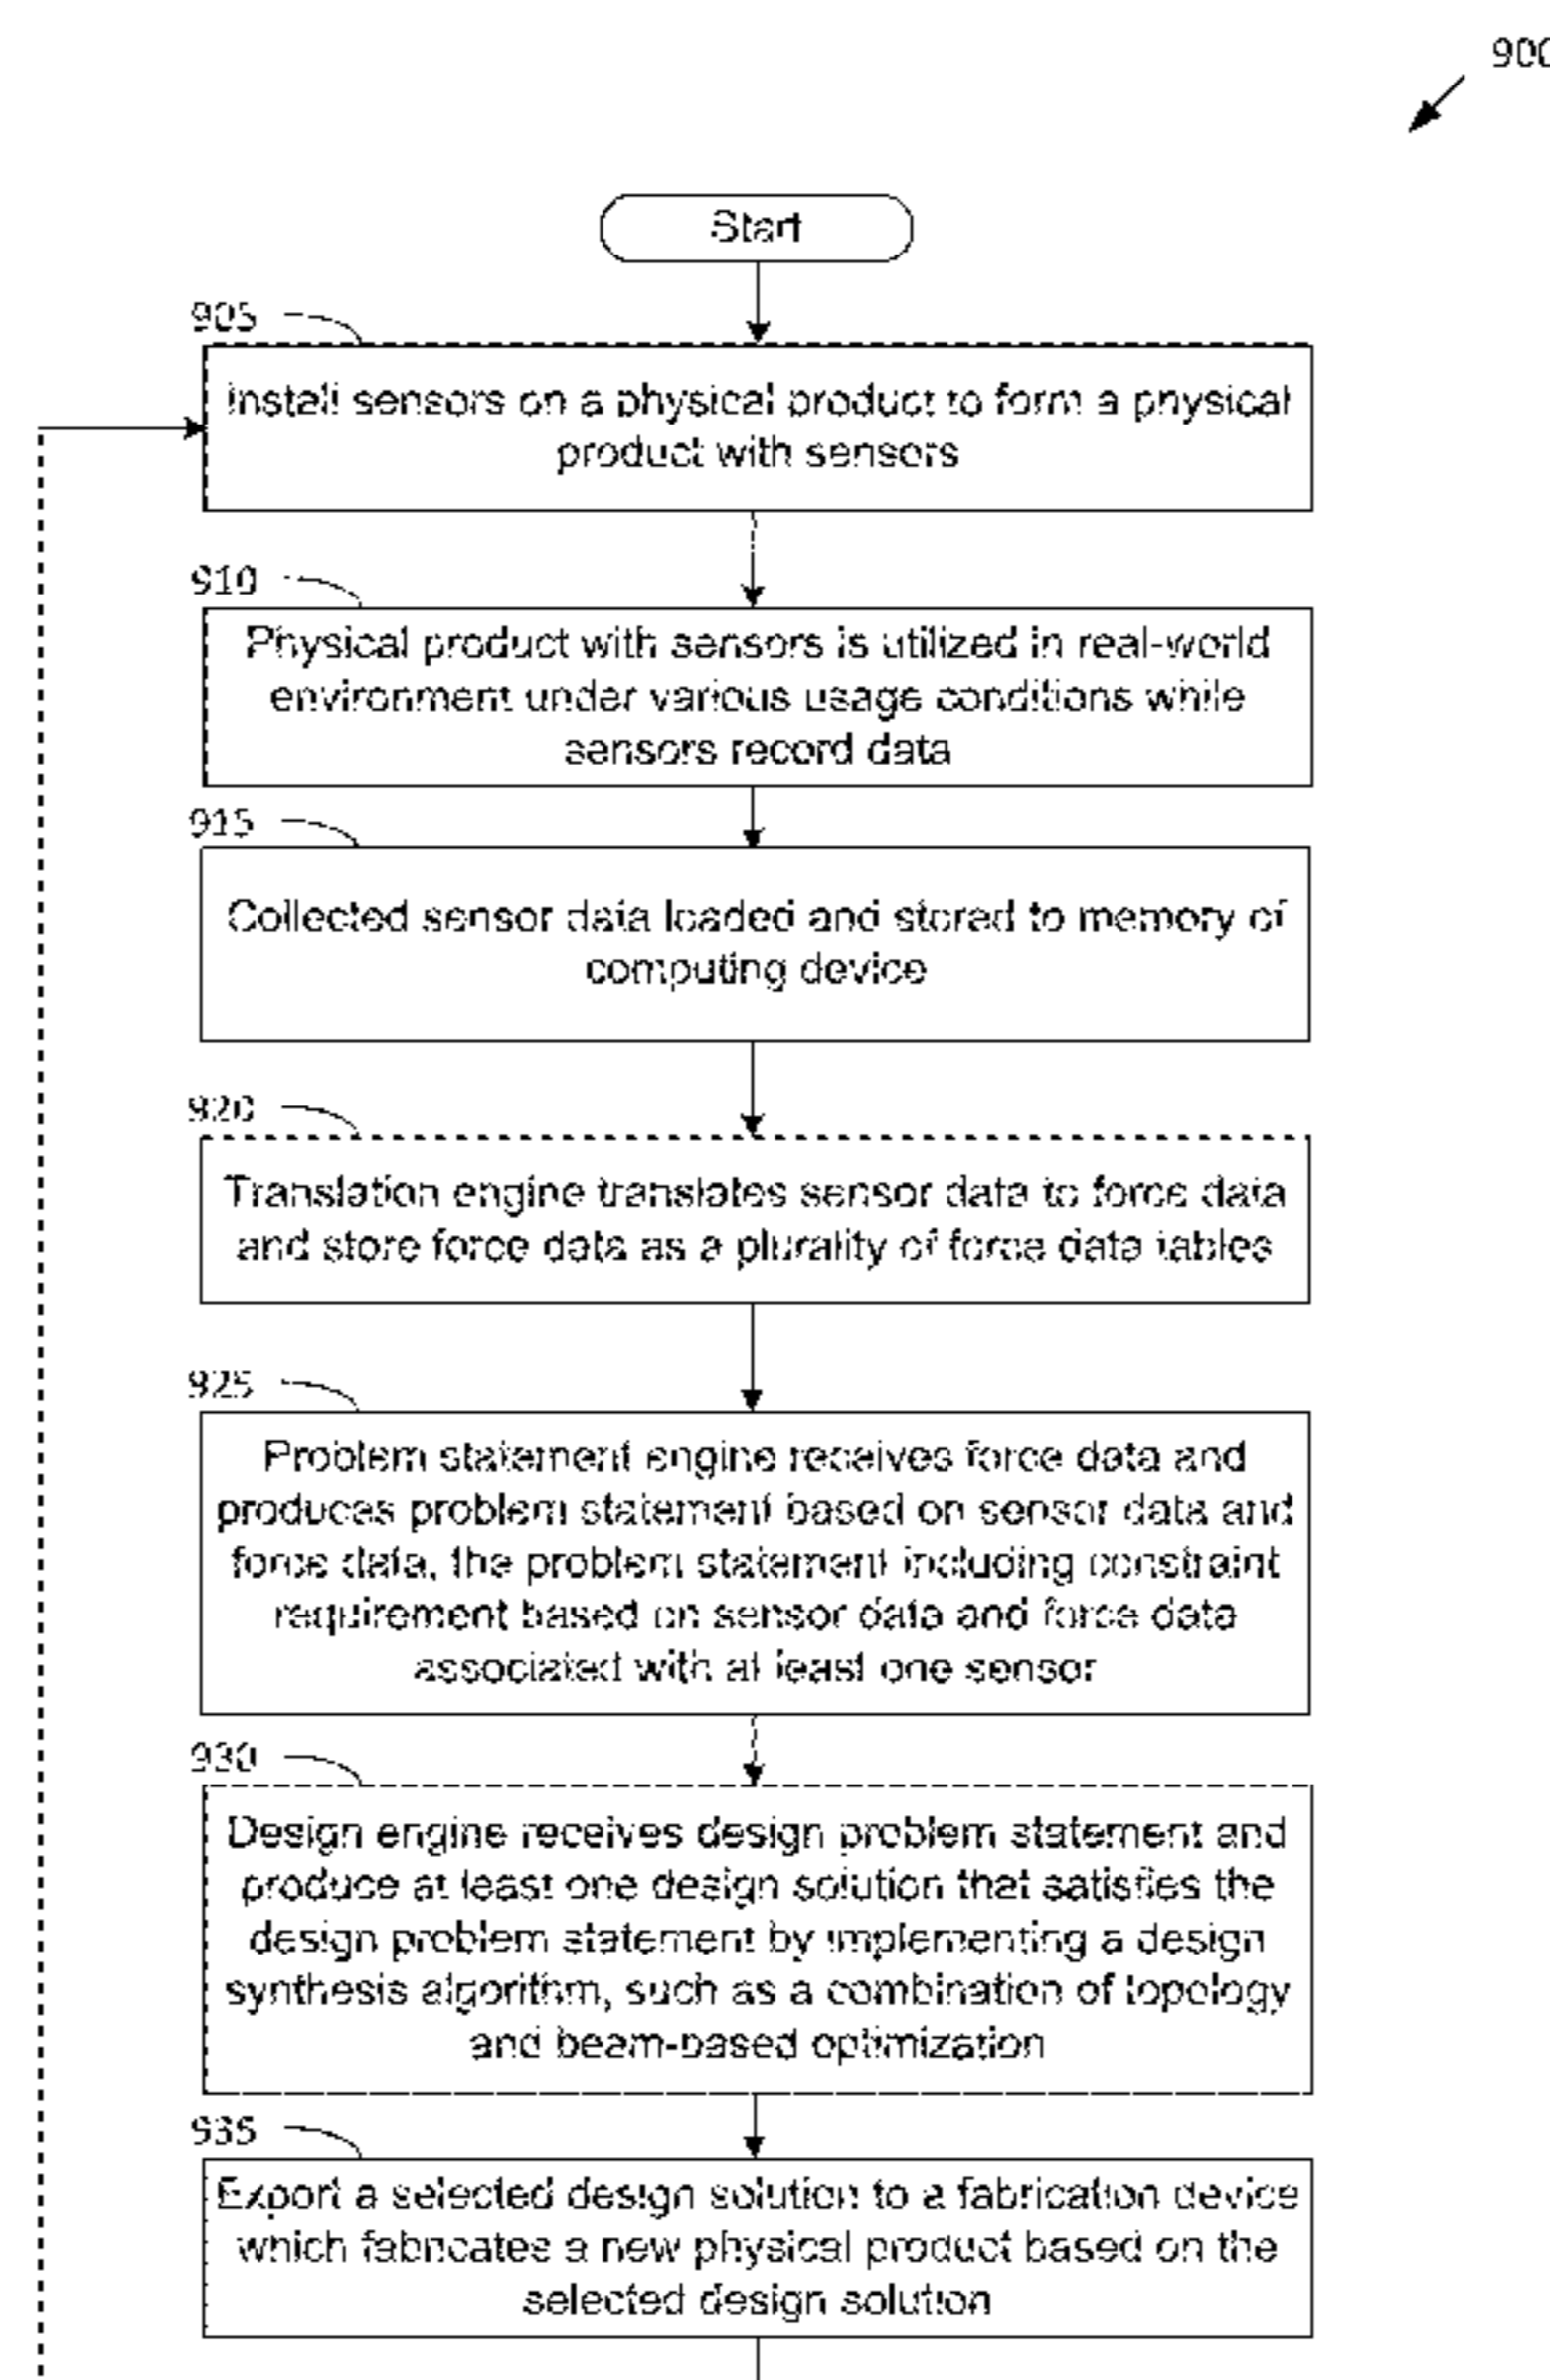 900
Start
905
Install sensors on a physical product to form a physical
product with sensors
910
Physical product with sensors is utilized in real-world
environment under various usage conditions while
sensors record data
915
Collected sensor data loaded and stored to memory of
computing device
920
Translation engine translates sensor data to force data
and store force data as a plurality of force data tables
925
Problem statement engine receives force data and
produces problem statement based on sensor data and
force data, the problem statement including constraint
requirement based on sensor data and force data
associated with at least one sensor
930
Design engine receives design problem statement and
produce at least one design solution that satisfies the
design problem statement by implementing a design
synthesis algorithm, such as a combination of topology
and beam-based optimization
935
Export a selected design solution to a fabrication device
which fabricates a new physical product based on the
selected design solution